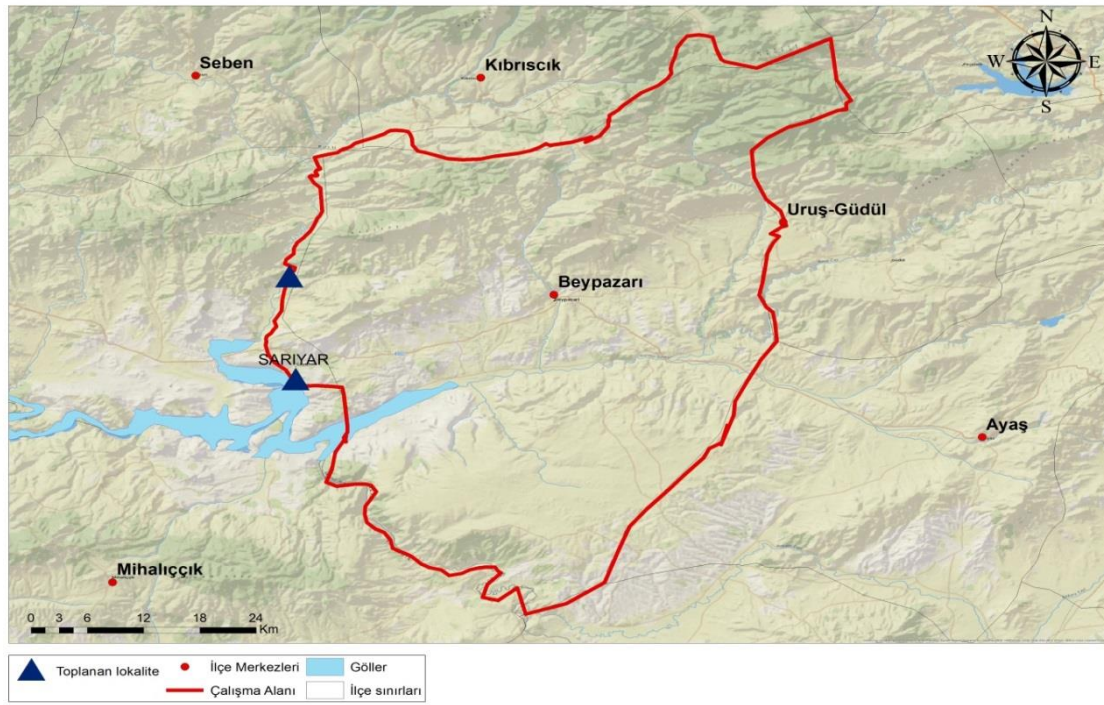 N
W E
S
Seben
Kıbrıscık
Uruş-Güdül
Beypazarı
SARIYAR
Ayaş
Mihalıççık
0 3 6 12 18 24
Km
Toplanan lokalite
İlçe Merkezleri
Göller
Çalışma Alanı
İlçe sınırları